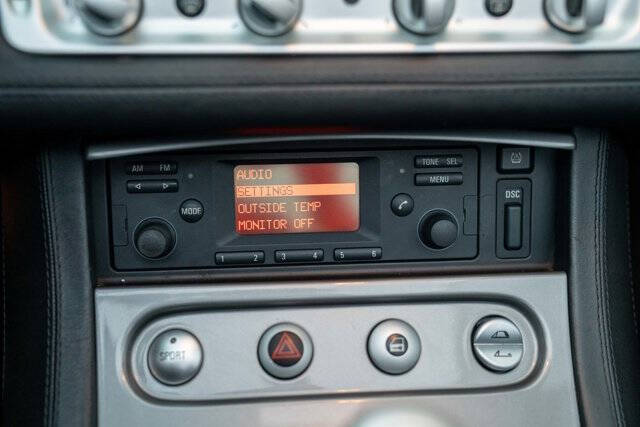 AM FM
TONE SEL
MENU
MODE
AUDIO
SETTINGS
OUTSIDE TEMP
MONITOR OFF
1 2
3 4
5 6
DSC
SPORT